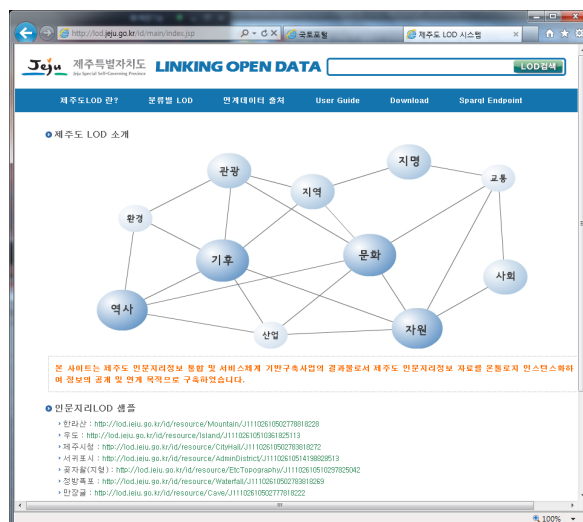 http://lod.jeju.go.kr/id/main/index.jsp
국토포털
제주도 LOD 시스템
Jeju 제주특별자치도 LINKING OPEN DATA LOD검색
Jeju Special Self-Governing Province
제주도LOD 란? 분류별 LOD 연계데이터 출처 User Guide Download Sparql Endpoint
제주도 LOD 소개
지명
관광
교통
지역
환경
문화
기후
사회
역사
자원
산업
본 사이트는 제주도 인문지리정보 통합 및 서비스체계 기반구축사업의 결과물로서 제주도 인문지리정보 자료를 온톨로지 인스턴스화하
여 정보의 공개 및 연계 목적으로 구축하였습니다.
인문지리LOD 샘플
한라산 : http://lod.jeju.go.kr/id/resource/Mountain/J11102610502778818228
우도 : http://lod.jeju.go.kr/id/resource/Island/J11102610510361825113
제주시청 : http://lod.jeju.go.kr/id/resource/CityHall/J11102610502783818272
서귀포시 : http://lod.jeju.go.kr/id/resource/AdminDistrict/J11102610514198828513
곶자왈(지형) : http://lod.jeju.go.kr/id/resource/EtcTopography/J11102610510297825042
정방폭포 : http://lod.jeju.go.kr/id/resource/Waterfall/J11102610502783818269
만장굴 : http://lod.jeju.go.kr/id/resource/Cave/J11102610502777818222
100%